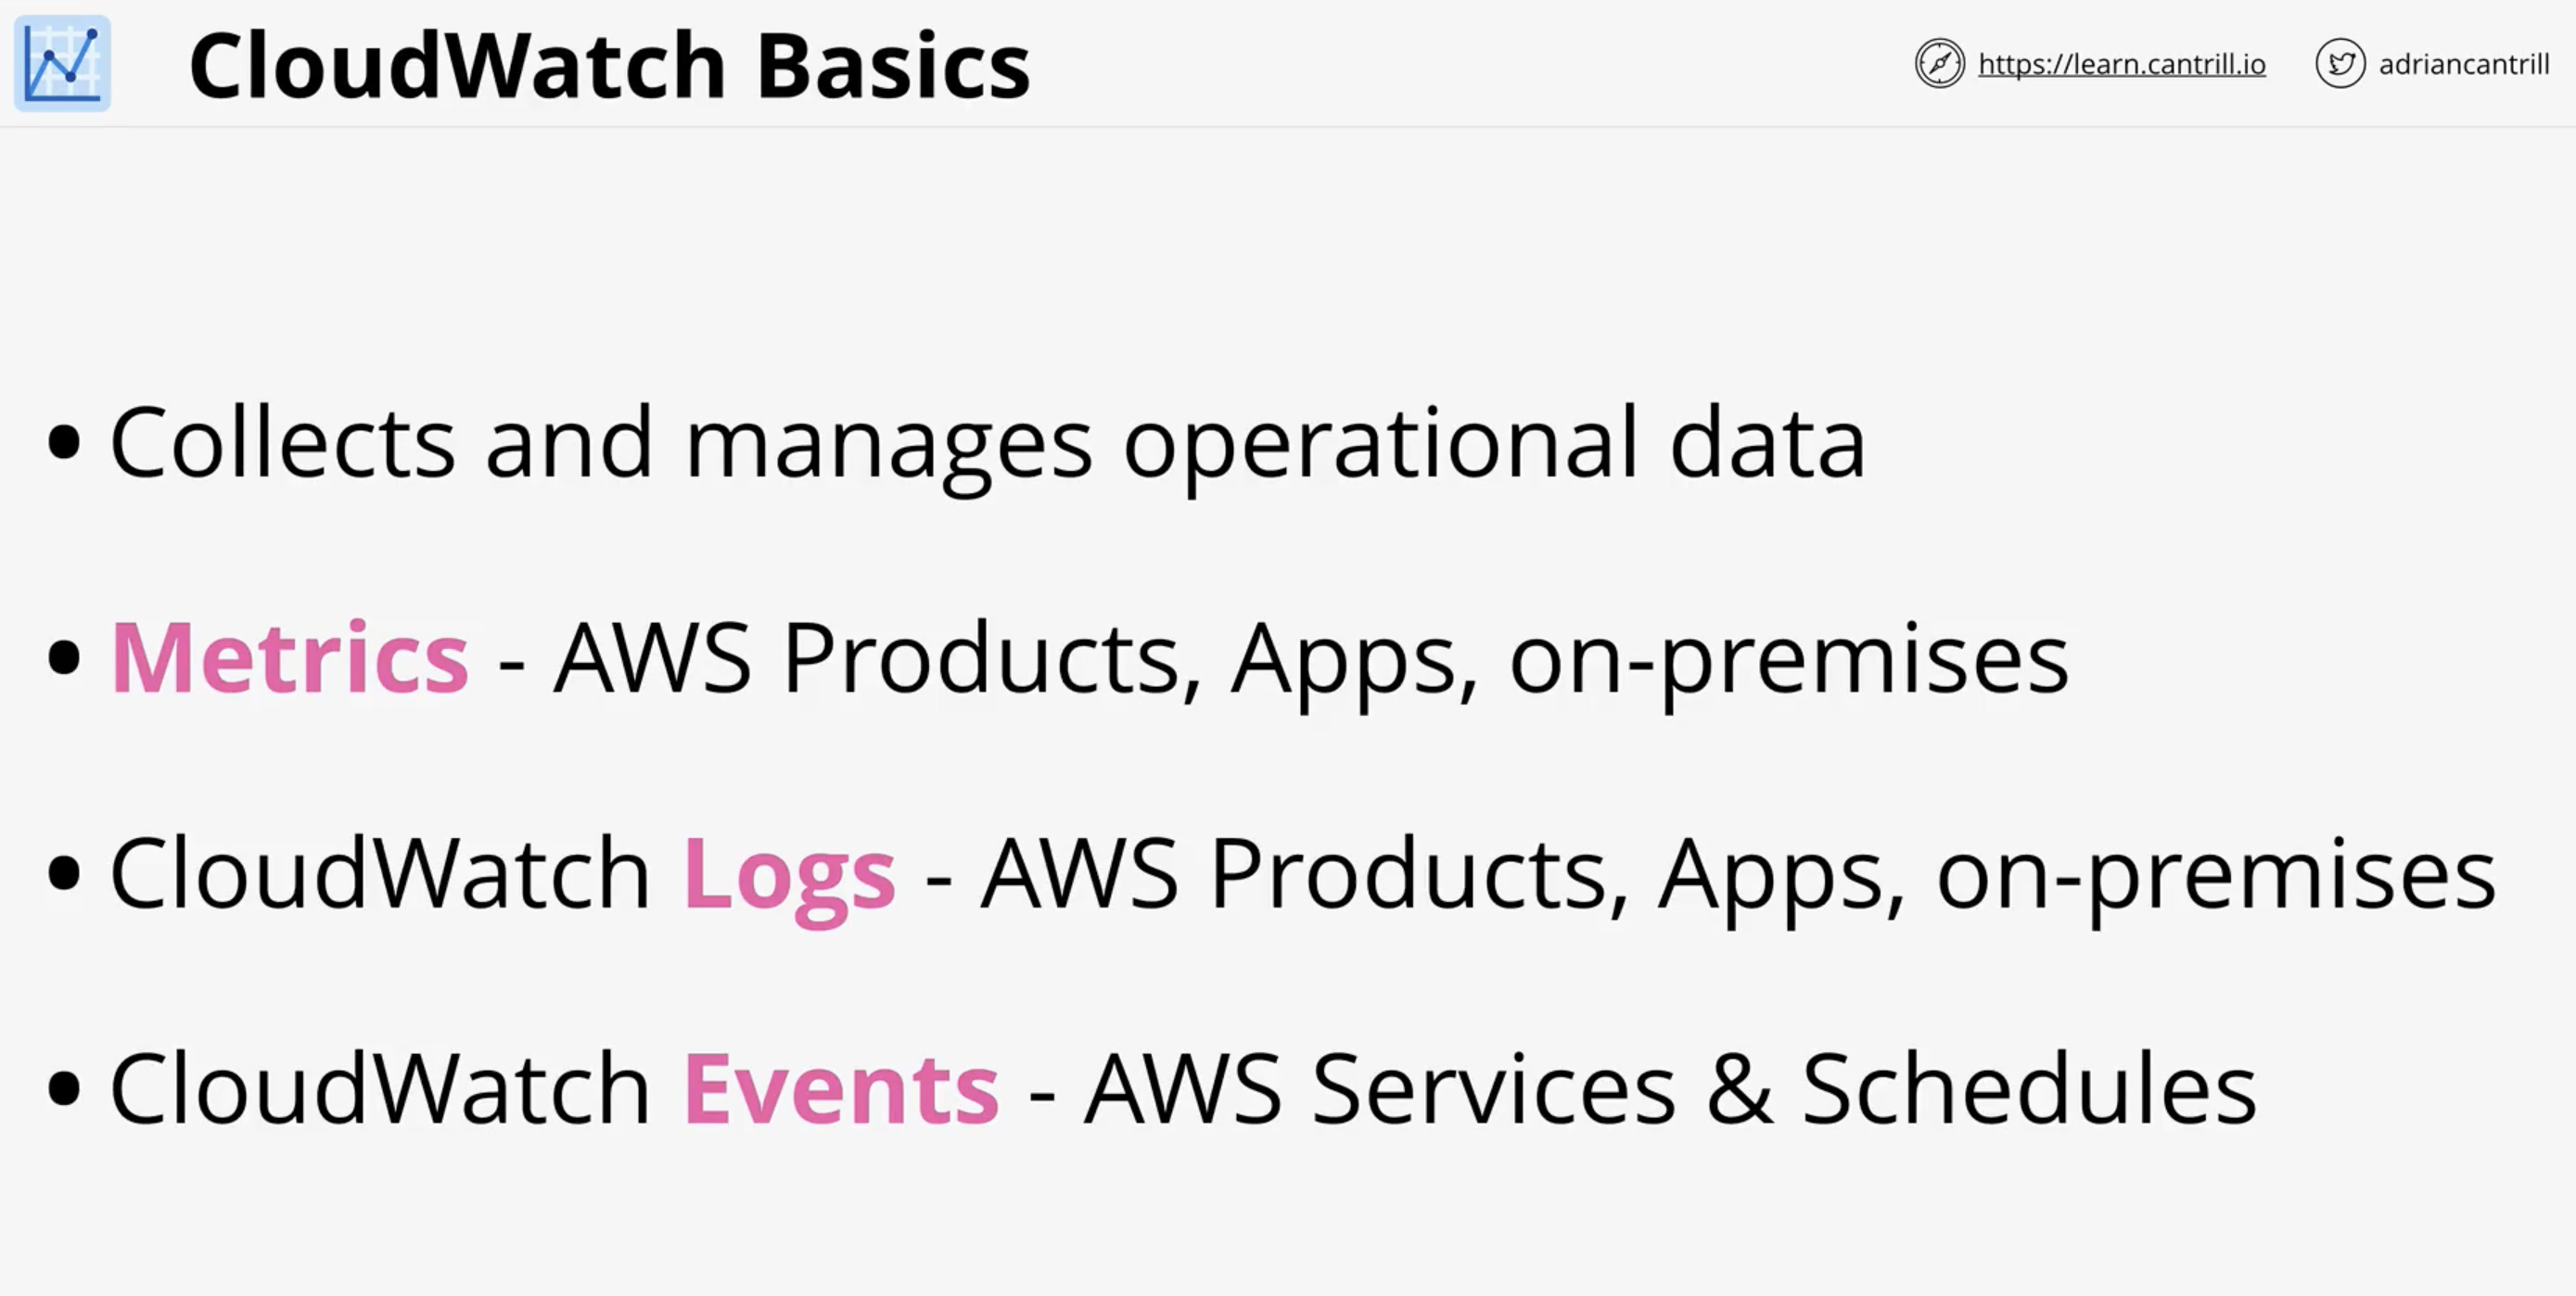 CloudWatch Basics
https://learn.cantrill.io
adriancantrill
• Collects and manages operational data
• Metrics - AWS Products, Apps, on-premises
• CloudWatch Logs - AWS Products, Apps, on-premises
• CloudWatch Events - AWS Services & Schedules